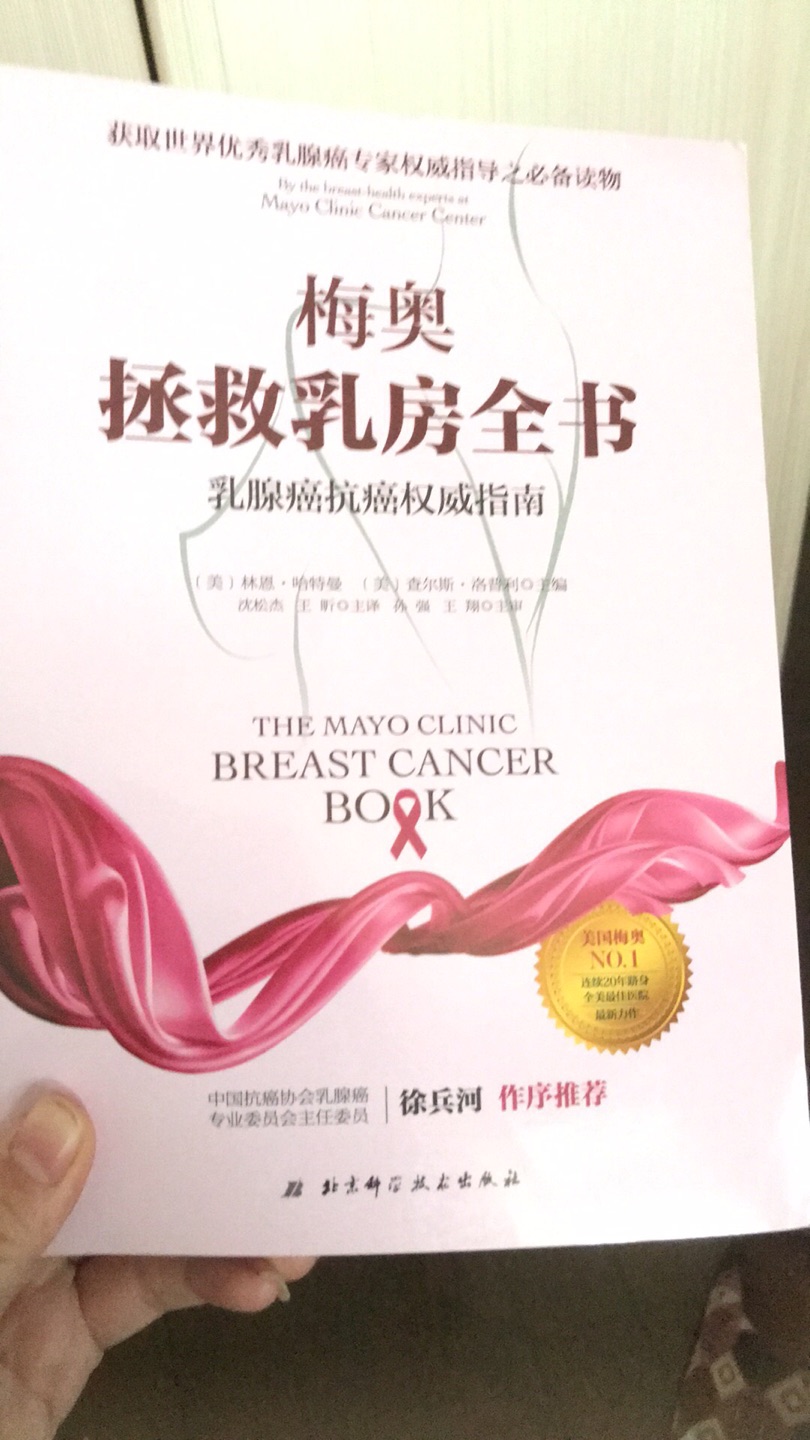 获取世界优秀乳腺癌专家权威指导之必备读物
By the breast-health experts at
Mayo Clinic Cancer Center
梅奥
拯救乳房全书
乳腺癌抗癌权威指南
（美）林恩·哈特曼 （美）查尔斯·洛普利◎主编
沈松杰 王昕◎主译 孙强 王翔◎主审
THE MAYO CLINIC
BREAST CANCER
BOOK
美国梅奥
NO.1
连续20年跻身
全美最佳医院
最新力作
中国抗癌协会乳腺癌
专业委员会主任委员
徐兵河 作序推荐
北京科学技术出版社